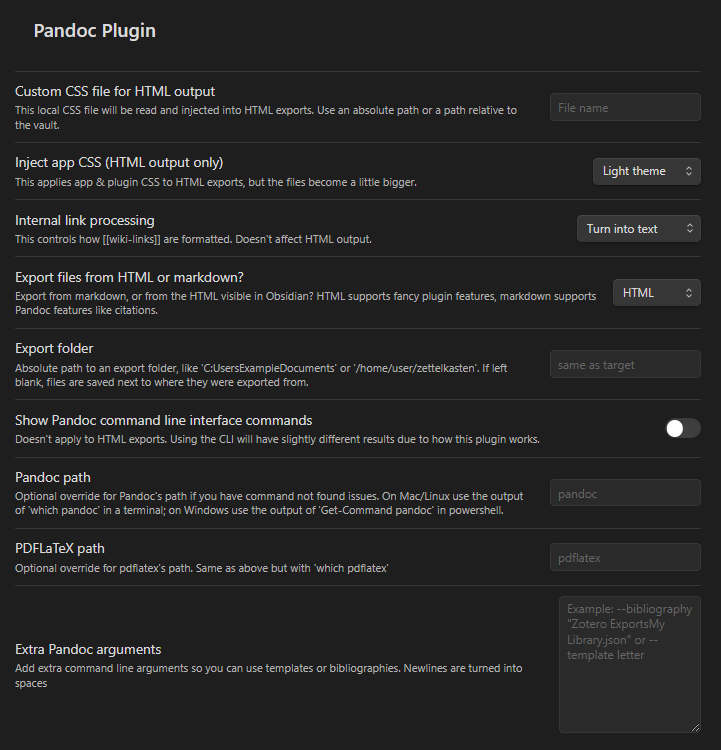 Pandoc Plugin
Custom CSS file for HTML output
This local CSS file will be read and injected into HTML exports. Use an absolute path or a path relative to
the vault.
File name
Inject app CSS (HTML output only)
This applies app & plugin CSS to HTML exports, but the files become a little bigger.
Light theme
Internal link processing
This controls how [[wiki-links]] are formatted. Doesn't affect HTML output.
Turn into text
Export files from HTML or markdown?
Export from markdown, or from the HTML visible in Obsidian? HTML supports fancy plugin features, markdown supports
Pandoc features like citations.
HTML
Export folder
Absolute path to an export folder, like 'C:UsersExampleDocuments' or '/home/user/zettelkasten'. If left
blank, files are saved next to where they were exported from.
same as target
Show Pandoc command line interface commands
Doesn't apply to HTML exports. Using the CLI will have slightly different results due to how this plugin works.
Pandoc path
Optional override for Pandoc's path if you have command not found issues. On Mac/Linux use the output
of 'which pandoc' in a terminal; on Windows use the output of 'Get-Command pandoc' in powershell.
pandoc
PDFLaTeX path
Optional override for pdflatex's path. Same as above but with 'which pdflatex'
pdflatex
Extra Pandoc arguments
Add extra command line arguments so you can use templates or bibliographies. Newlines are turned into
spaces
Example: --bibliography
"Zotero ExportsMy
Library.json" or --
template letter